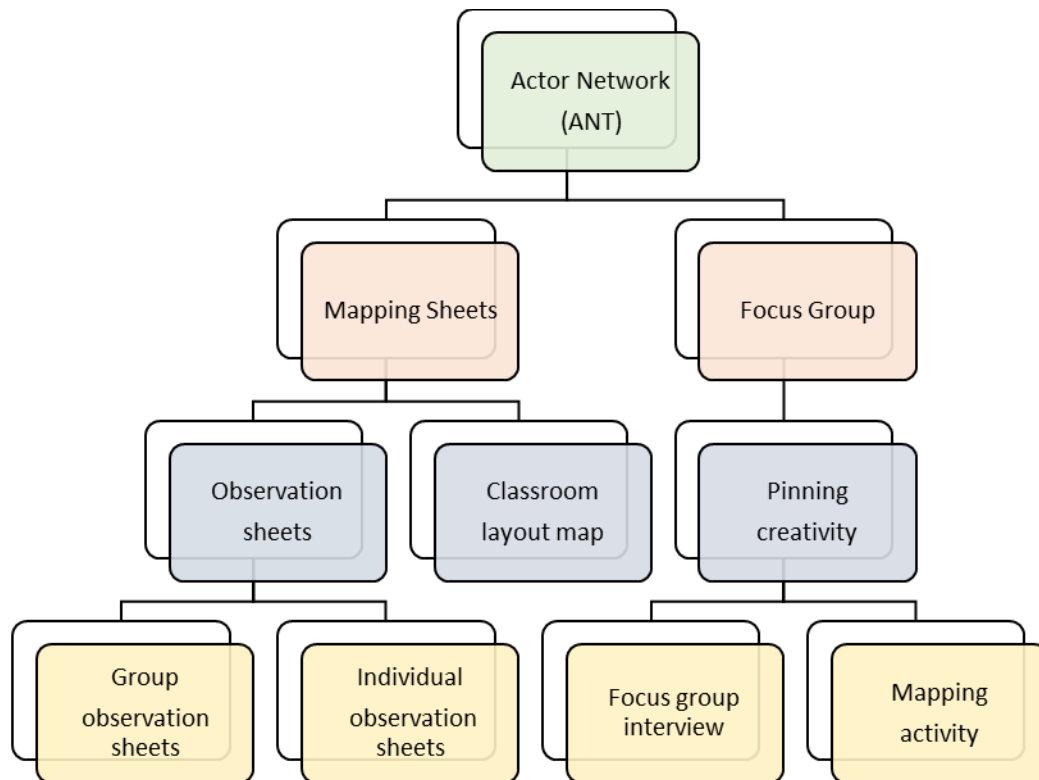 Actor Network
(ANT)
Mapping Sheets
Focus Group
Observation
sheets
Classroom
layout map
Pinning
creativity
Group
observation
sheets
Individual
observation
sheets
Focus group
interview
Mapping
activity